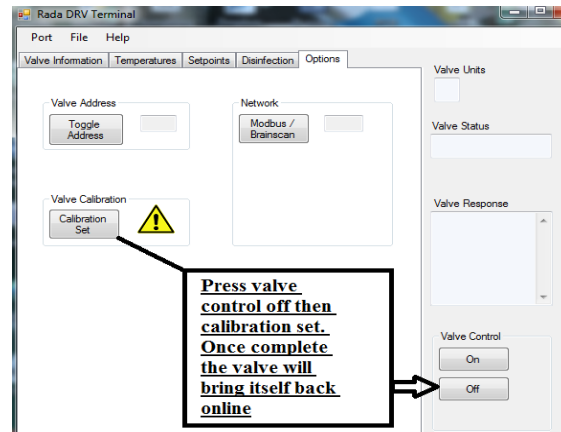 Rada DRV Terminal
Port File Help
Valve Information Temperatures Setpoints Disinfection Options
Valve Units
Valve Address
Network
Toggle
Address
Modbus /
Brainscan
Valve Status
Valve Calibration
Calibration
Set
Valve Response
Press valve
control off then
calibration set.
Once complete
the valve will
bring itself back
online
Valve Control
On
Off